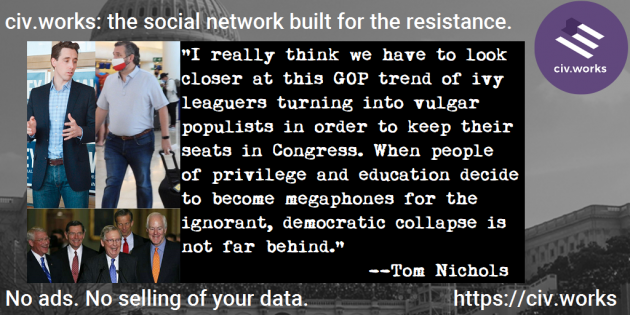 civ.works: the social network built for the resistance.
civ.works
"I really think we have to look
closer at this GOP trend of ivy
leaguers turning into vulgar
populists in order to keep their
seats in Congress. When people
of privilege and education decide
to become megaphones for the
ignorant, democratic collapse is
not far behind."
--Tom Nichols
No ads. No selling of your data.
https://civ.works